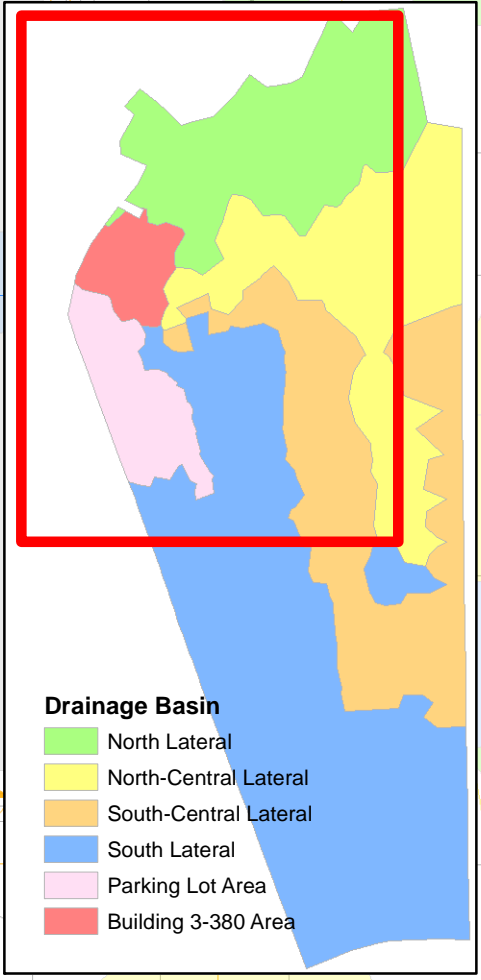 Drainage Basin
North Lateral
North-Central Lateral
South-Central Lateral
South Lateral
Parking Lot Area
Building 3-380 Area